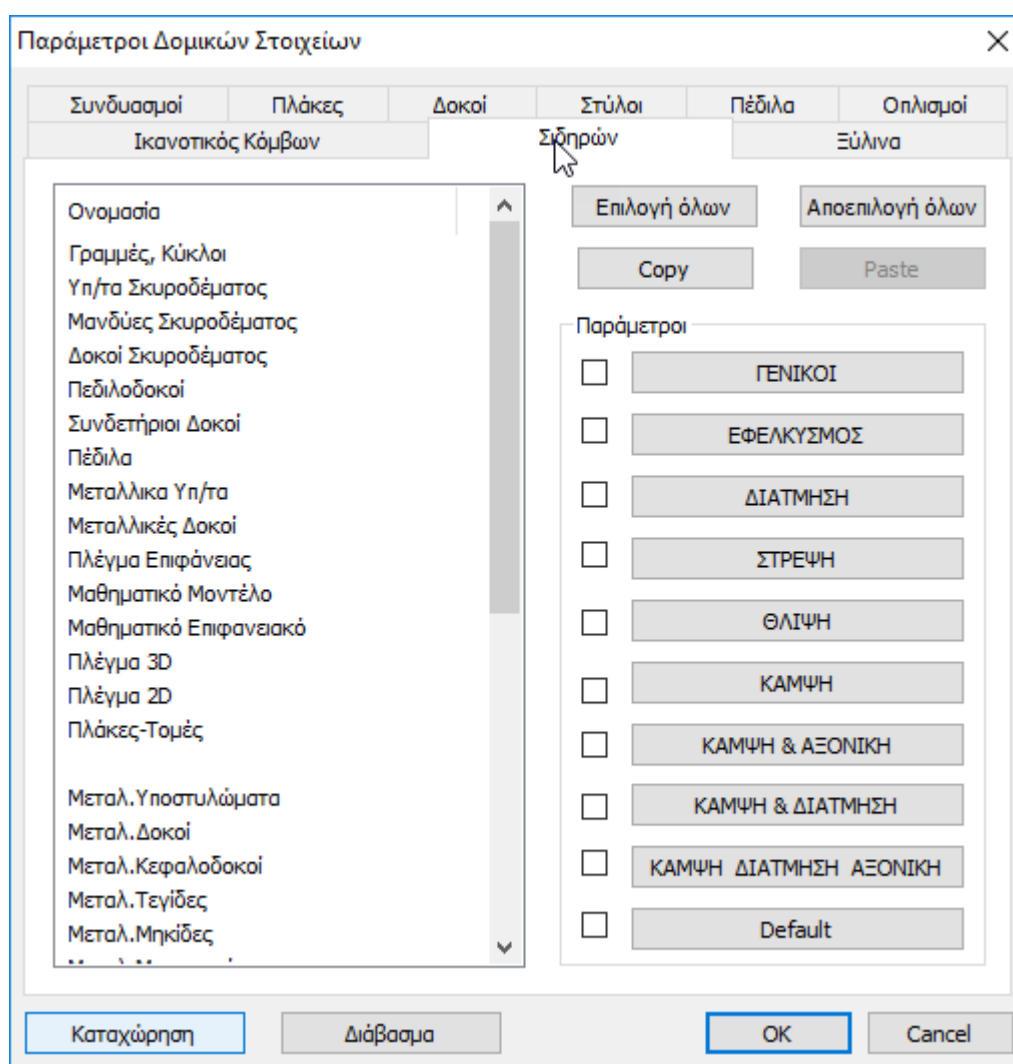 Παράμετροι Δομικών Στοιχείων
Συνδυασμοί Πλάκες Δοκοί Στύλοι Πέδιλα Οπλισμοί
Ικανοτικός Κόμβων Σιδηρών Ξύλινα
Ονομασία
Γραμμές, Κύκλοι
Υπ/τα Σκυροδέματος
Μανδύες Σκυροδέματος
Δοκοί Σκυροδέματος
Πεδιλοδοκοί
Συνδετήριοι Δοκοί
Πέδιλα
Μεταλλικα Υπ/τα
Μεταλλικές Δοκοί
Πλέγμα Επιφάνειας
Μαθηματικό Μοντέλο
Μαθηματικό Επιφανειακό
Πλέγμα 3D
Πλέγμα 2D
Πλάκες-Τομές
Μεταλ.Υποστυλώματα
Μεταλ.Δοκοί
Μεταλ.Κεφαλοδοκοί
Μεταλ.Τεγίδες
Μεταλ.Μηκίδες
Επιλογή όλων Αποεπιλογή όλων
Copy Paste
Παράμετροι
ΓΕΝΙΚΟΙ
ΕΦΕΛΚΥΣΜΟΣ
ΔΙΑΤΜΗΣΗ
ΣΤΡΕΨΗ
ΘΛΙΨΗ
ΚΑΜΨΗ
ΚΑΜΨΗ & ΑΞΟΝΙΚΗ
ΚΑΜΨΗ & ΔΙΑΤΜΗΣΗ
ΚΑΜΨΗ ΔΙΑΤΜΗΣΗ ΑΞΟΝΙΚΗ
Default
Καταχώρηση Διάβασμα OK Cancel